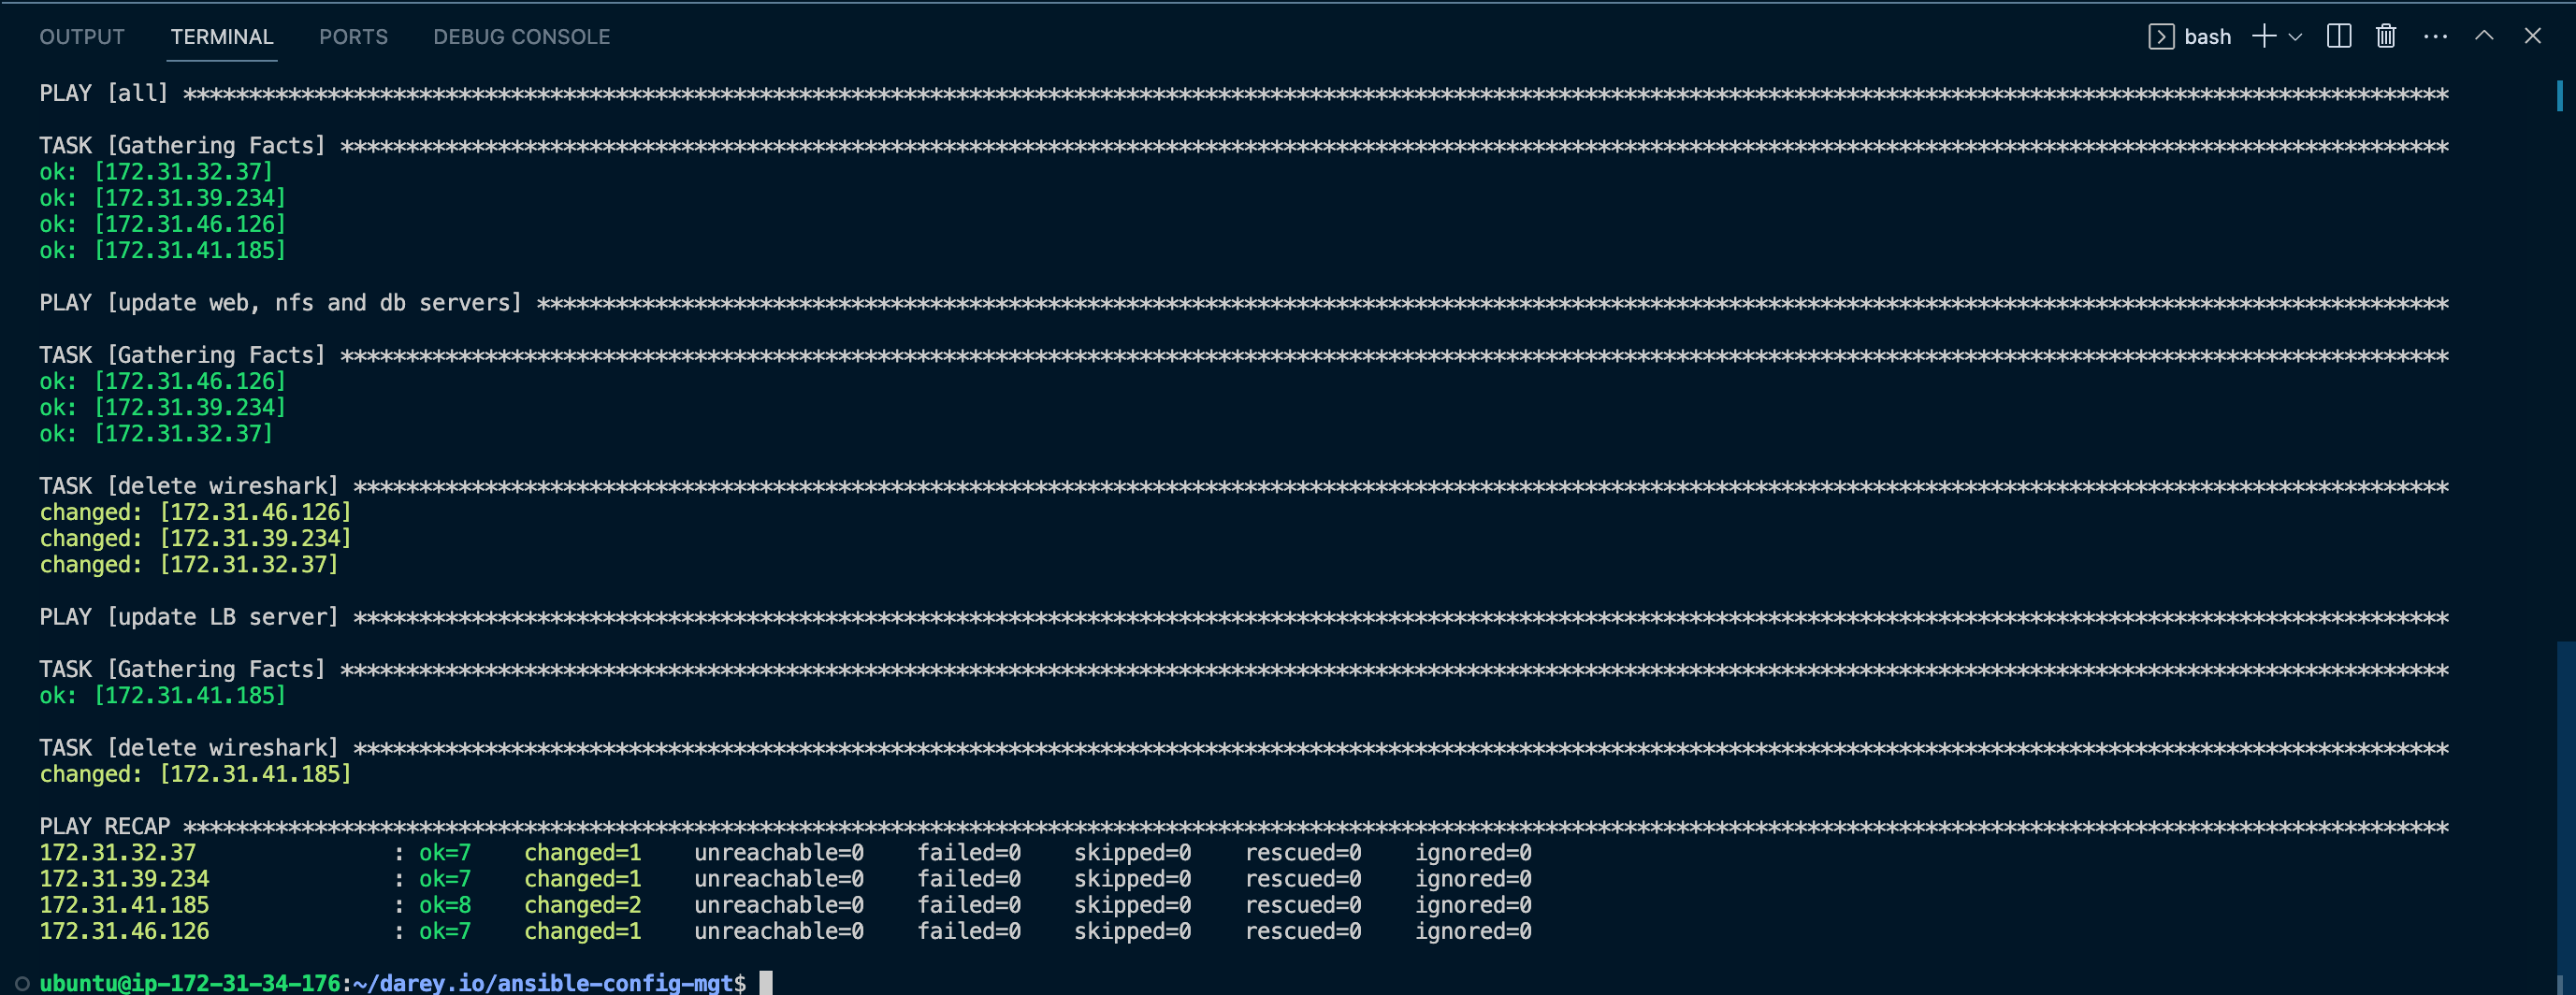 OUTPUT TERMINAL PORTS DEBUG CONSOLE bash
PLAY [all] *****************************************************************************************************************************************************************************
TASK [Gathering Facts] *****************************************************************************************************************************************************************
ok: [172.31.32.37]
ok: [172.31.39.234]
ok: [172.31.46.126]
ok: [172.31.41.185]
PLAY [update web, nfs and db servers] **************************************************************************************************************************************************
TASK [Gathering Facts] *****************************************************************************************************************************************************************
ok: [172.31.46.126]
ok: [172.31.39.234]
ok: [172.31.32.37]
TASK [delete wireshark] ****************************************************************************************************************************************************************
changed: [172.31.46.126]
changed: [172.31.39.234]
changed: [172.31.32.37]
PLAY [update LB server] ****************************************************************************************************************************************************************
TASK [Gathering Facts] *****************************************************************************************************************************************************************
ok: [172.31.41.185]
TASK [delete wireshark] ****************************************************************************************************************************************************************
changed: [172.31.41.185]
PLAY RECAP *****************************************************************************************************************************************************************************
172.31.32.37 : ok=7 changed=1 unreachable=0 failed=0 skipped=0 rescued=0 ignored=0
172.31.39.234 : ok=7 changed=1 unreachable=0 failed=0 skipped=0 rescued=0 ignored=0
172.31.41.185 : ok=8 changed=2 unreachable=0 failed=0 skipped=0 rescued=0 ignored=0
172.31.46.126 : ok=7 changed=1 unreachable=0 failed=0 skipped=0 rescued=0 ignored=0
ubuntu@ip-172-31-34-176:~/darey.io/ansible-config-mgt$